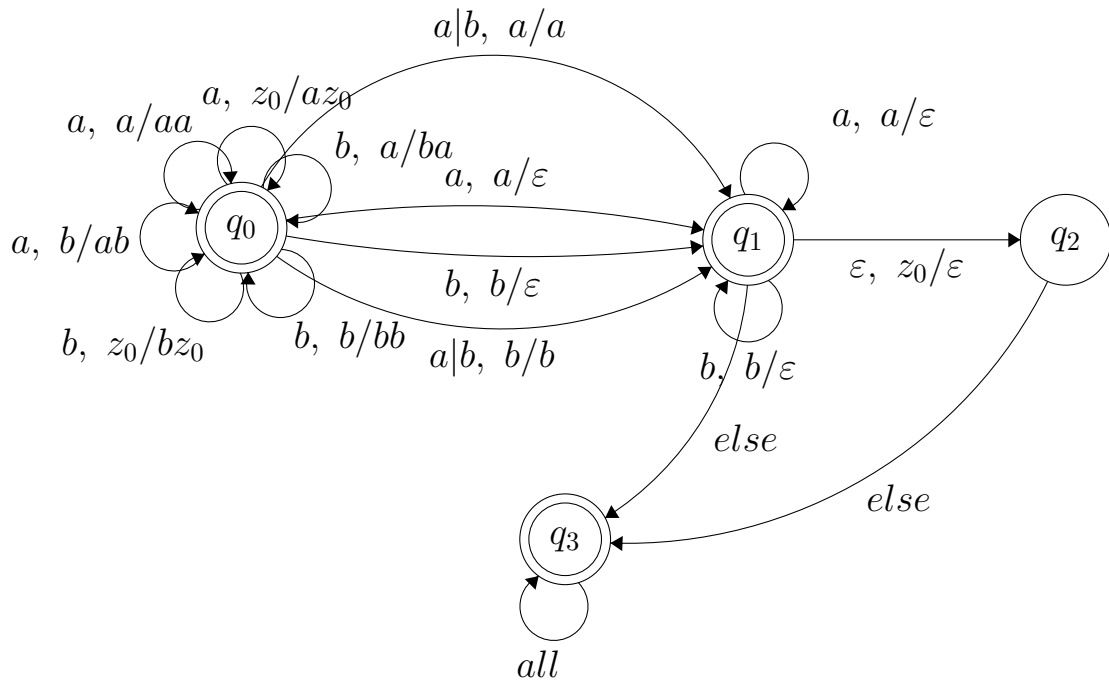 a|b, a/a
a, z₀/az₀
a, a/aa
b, a/ba
a, a/ε
a, a/ε
q₀
q₁
q₂
a, b/ab
b, b/ε
ε, z₀/ε
b, z₀/bz₀
b, b/bb
a|b, b/b
b, b/ε
else
else
q₃
all